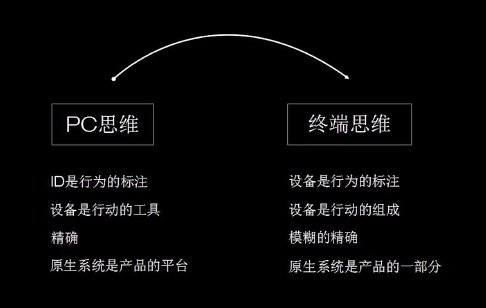 PC思维
ID是行为的标注
设备是行动的工具
精确
原生系统是产品的平台
终端思维
设备是行为的标注
设备是行动的组成
模糊的精确
原生系统是产品的一部分